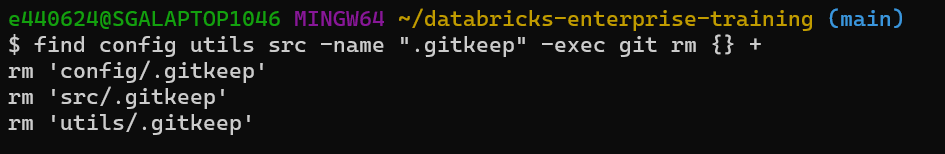 e440624@SGALAPTOP1046 MINGW64 ~/databricks-enterprise-training (main)
$ find config utils src -name ".gitkeep" -exec git rm {} +
rm 'config/.gitkeep'
rm 'src/.gitkeep'
rm 'utils/.gitkeep'